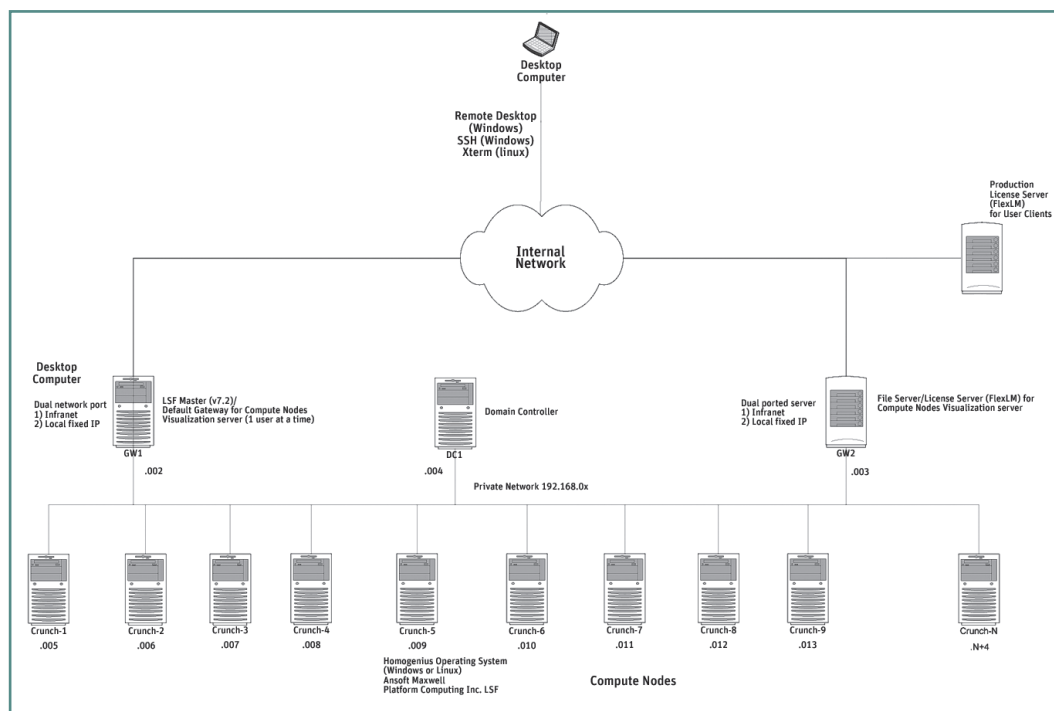 Desktop
Computer
Remote Desktop
(Windows)
SSH (Windows)
Xterm (linux)
Production
License Server
(FlexLM)
for User Clients
Internal
Network
Desktop
Computer
Dual network port
1) Infranet
2) Local fixed IP
LSF Master (v7.2)/
Default Gateway for Compute Nodes
Visualization server (1 user at a time)
GW1
.002
Domain Controller
DC1
.004
Dual ported server
1) Infranet
2) Local fixed IP
File Server/License Server (FlexLM) for
Compute Nodes Visualization server
GW2
.003
Private Network 192.168.0x
Crunch-1
.005
Crunch-2
.006
Crunch-3
.007
Crunch-4
.008
Crunch-5
.009
Crunch-6
.010
Crunch-7
.011
Crunch-8
.012
Crunch-9
.013
Crunch-N
.N+4
Homogenius Operating System
(Windows or Linux)
Ansoft Maxwell
Platform Computing Inc. LSF
Compute Nodes